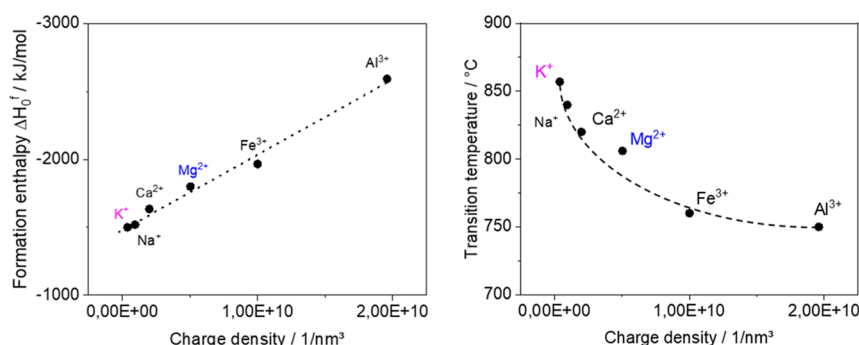 Formation enthalpy ΔH₀ᶠ / kJ/mol
-3000
-2000
-1000
K⁺
Na⁺
Ca²⁺
Mg²⁺
Fe³⁺
Al³⁺
0,00E+00
1,00E+10
2,00E+10
Charge density / 1/nm³
Transition temperature / °C
900
850
800
750
700
K⁺
Na⁺
Ca²⁺
Mg²⁺
Fe³⁺
Al³⁺
0,00E+00
1,00E+10
2,00E+10
Charge density / 1/nm³